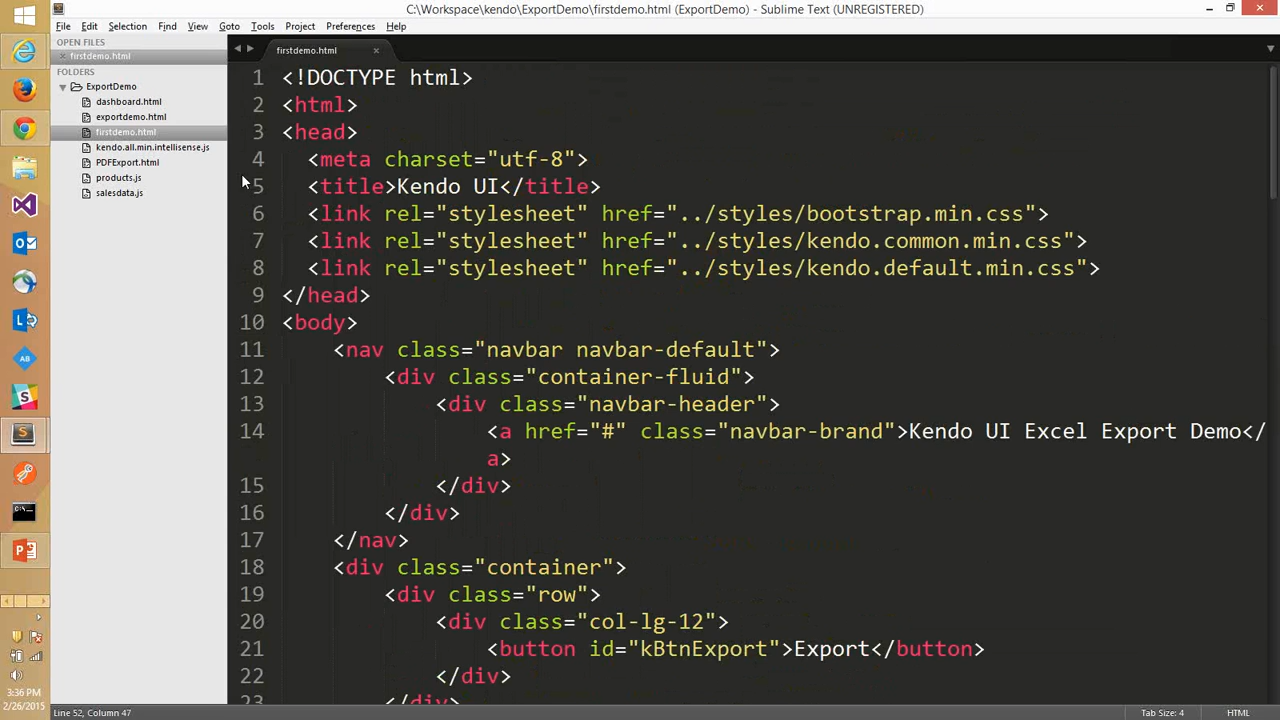 C:\Workspace\kendo\ExportDemo\firstdemo.html (ExportDemo) - Sublime Text (UNREGISTERED)
File Edit Selection Find View Goto Tools Project Preferences Help
OPEN FILES
firstdemo.html
FOLDERS
ExportDemo
dashboard.html
exportdemo.html
firstdemo.html
kendo.all.min.intellisense.js
PDFExport.html
products.js
salesdata.js
firstdemo.html
1 <!DOCTYPE html>
2 <html>
3 <head>
4 <meta charset="utf-8">
5 <title>Kendo UI</title>
6 <link rel="stylesheet" href="../styles/bootstrap.min.css">
7 <link rel="stylesheet" href="../styles/kendo.common.min.css">
8 <link rel="stylesheet" href="../styles/kendo.default.min.css">
9 </head>
10 <body>
11 <nav class="navbar navbar-default">
12 <div class="container-fluid">
13 <div class="navbar-header">
14 <a href="#" class="navbar-brand">Kendo UI Excel Export Demo</
a>
15 </div>
16 </div>
17 </nav>
18 <div class="container">
19 <div class="row">
20 <div class="col-lg-12">
21 <button id="kBtnExport">Export</button>
22 </div>
23 </div>
3:36 PM
2/26/2015
Line 52, Column 47
Tab Size: 4
HTML